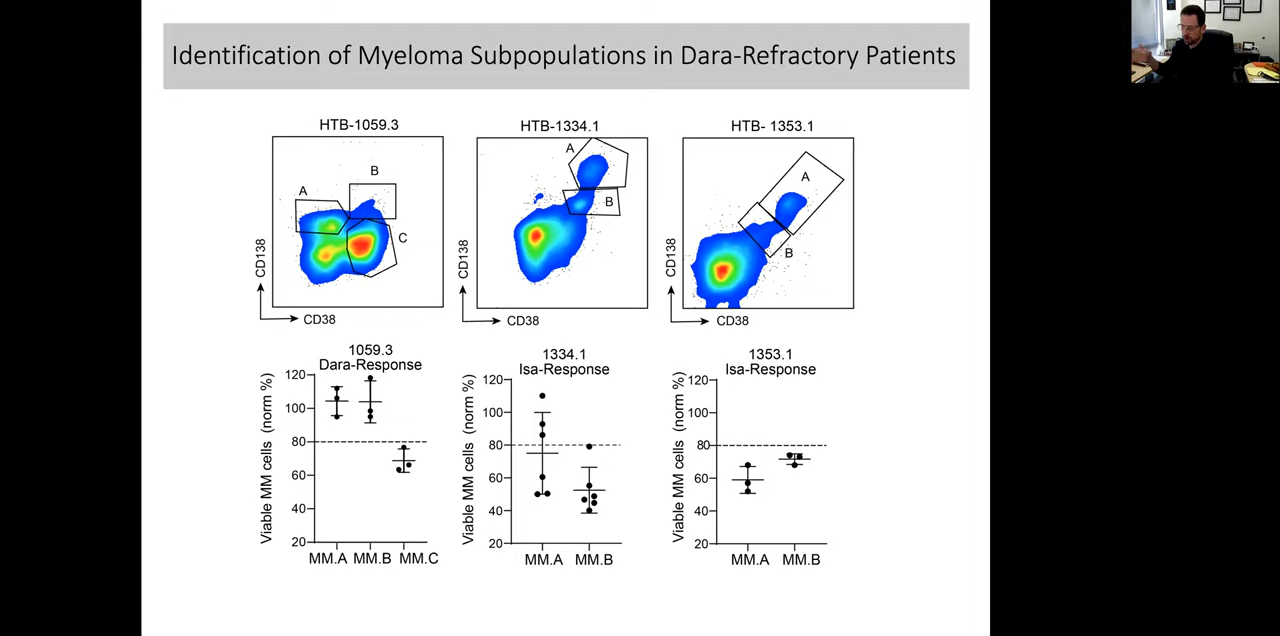 Identification of Myeloma Subpopulations in Dara-Refractory Patients
HTB-1059.3
A
B
C
CD138
CD38
HTB-1334.1
A
B
CD138
CD38
HTB- 1353.1
A
B
CD138
CD38
1059.3
Dara-Response
Viable MM cells (norm %)
120
100
80
60
40
20
MM.A MM.B MM.C
1334.1
Isa-Response
Viable MM cells (norm %)
120
100
80
60
40
20
MM.A MM.B
1353.1
Isa-Response
Viable MM cells (norm %)
120
100
80
60
40
20
MM.A MM.B